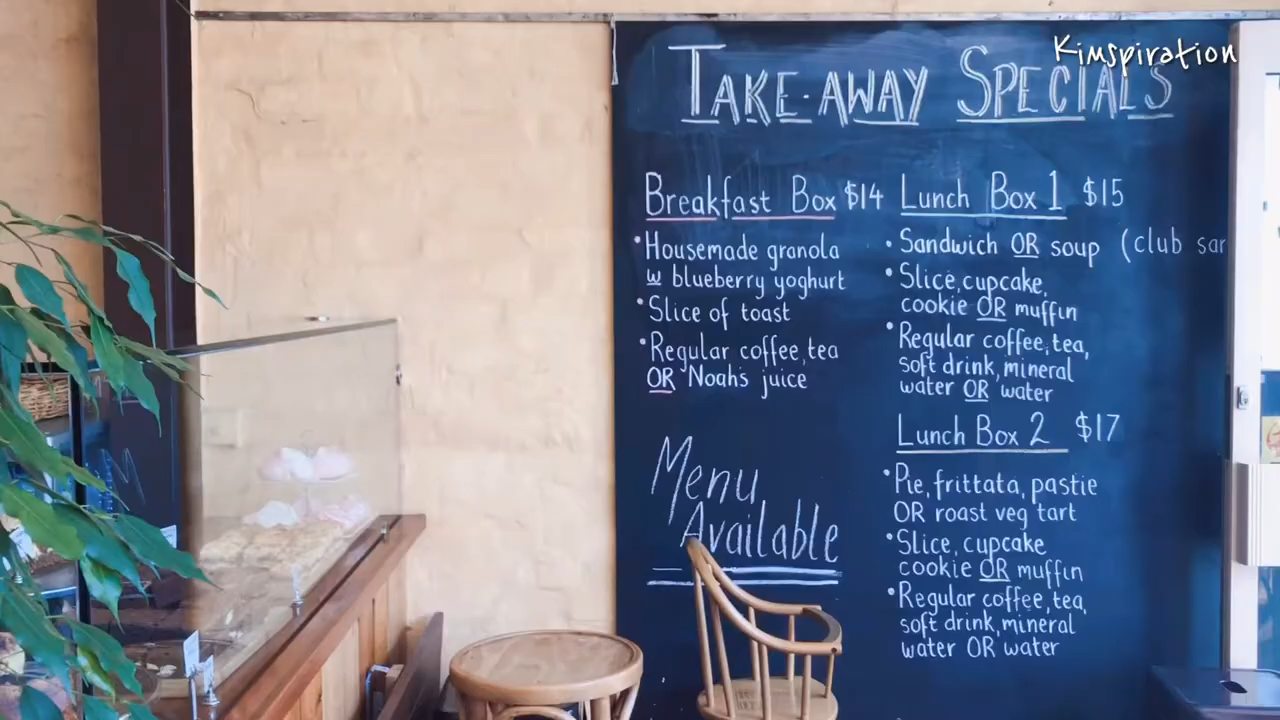 Kimspiration
TAKE-AWAY SPECIALS
Breakfast Box $14
•Housemade granola
w blueberry yoghurt
•Slice of toast
•Regular coffee, tea
OR Noahs juice
Menu
Available
Lunch Box 1 $15
•Sandwich OR soup (club sar
•Slice, cupcake,
cookie OR muffin
•Regular coffee, tea,
soft drink, mineral
water OR water
Lunch Box 2 $17
•Pie, frittata, pastie
OR roast veg tart
•Slice, cupcake
cookie OR muffin
•Regular coffee, tea,
soft drink, mineral
water OR water